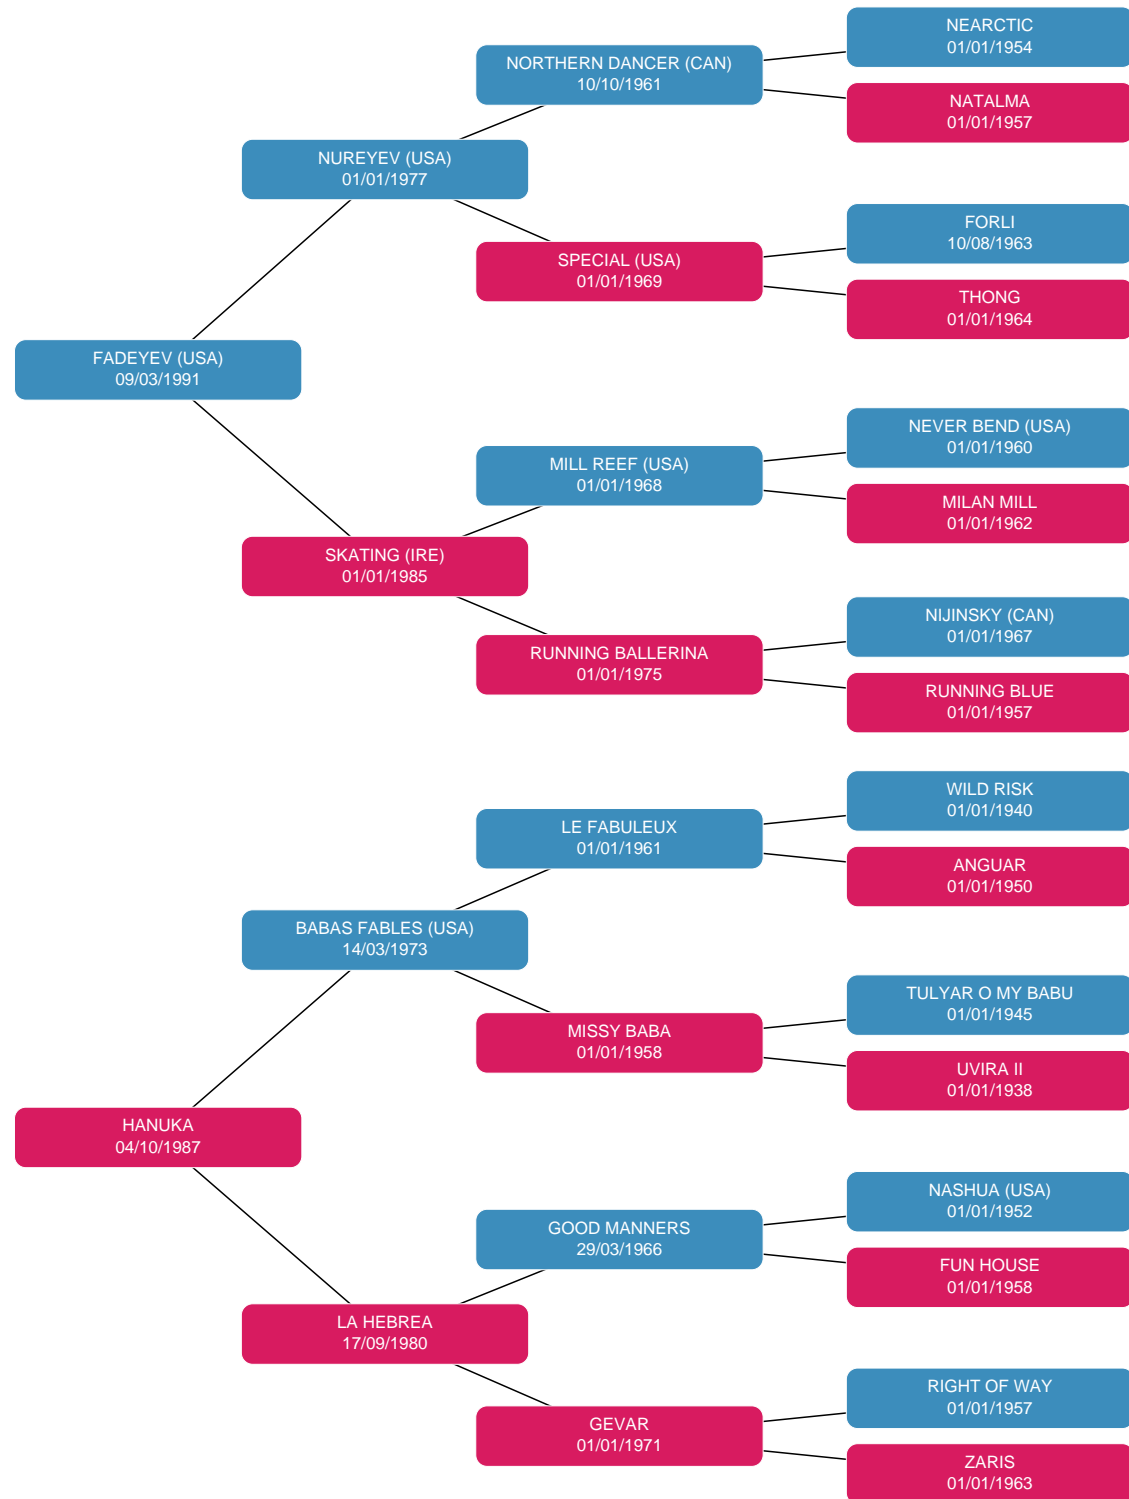 NEARCTIC
01/01/1954
NORTHERN DANCER (CAN)
10/10/1961
NATALMA
01/01/1957
NUREYEV (USA)
01/01/1977
FORLI
10/08/1963
SPECIAL (USA)
01/01/1969
THONG
01/01/1964
FADEYEV (USA)
09/03/1991
NEVER BEND (USA)
01/01/1960
MILL REEF (USA)
01/01/1968
MILAN MILL
01/01/1962
SKATING (IRE)
01/01/1985
NIJINSKY (CAN)
01/01/1967
RUNNING BALLERINA
01/01/1975
RUNNING BLUE
01/01/1957
WILD RISK
01/01/1940
LE FABULEUX
01/01/1961
ANGUAR
01/01/1950
BABAS FABLES (USA)
14/03/1973
TULYAR O MY BABU
01/01/1945
MISSY BABA
01/01/1958
UVIRA II
01/01/1938
HANUKA
04/10/1987
NASHUA (USA)
01/01/1952
GOOD MANNERS
29/03/1966
FUN HOUSE
01/01/1958
LA HEBREA
17/09/1980
RIGHT OF WAY
01/01/1957
GEVAR
01/01/1971
ZARIS
01/01/1963